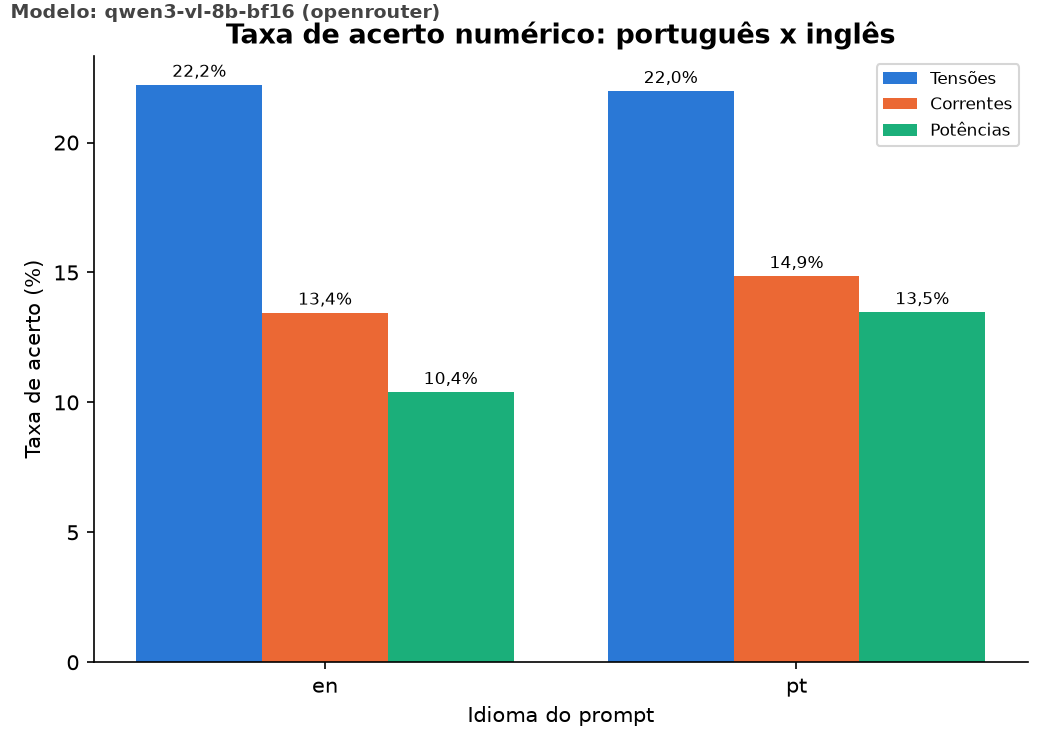 Modelo: qwen3-vl-8b-bf16 (openrouter)
Taxa de acerto numérico: português x inglês
Tensões
Correntes
Potências
Taxa de acerto (%)
20
15
10
5
0
22,2%
13,4%
10,4%
22,0%
14,9%
13,5%
en
pt
Idioma do prompt